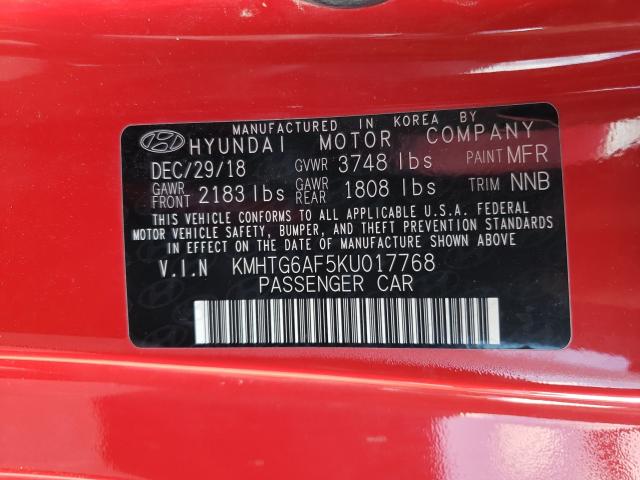 MANUFACTURED IN KOREA BY
HYUNDAI MOTOR COMPANY
DEC/29/18 GVWR 3748 lbs PAINT MFR
GAWR FRONT 2183 lbs GAWR REAR 1808 lbs TRIM NNB
THIS VEHICLE CONFORMS TO ALL APPLICABLE U.S.A. FEDERAL
MOTOR VEHICLE SAFETY, BUMPER, AND THEFT PREVENTION STANDARDS
IN EFFECT ON THE DATE OF MANUFACTURE SHOWN ABOVE
V.I.N KMHTG6AF5KU017768
PASSENGER CAR